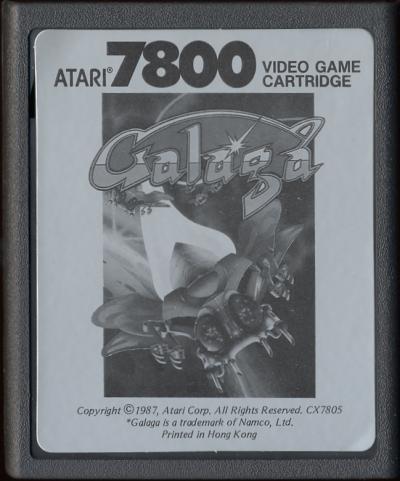 ATARI® 7800 VIDEO GAME
CARTRIDGE
Galaga
Copyright ©1987, Atari Corp. All Rights Reserved. CX7805
*Galaga is a trademark of Namco, Ltd.
Printed in Hong Kong